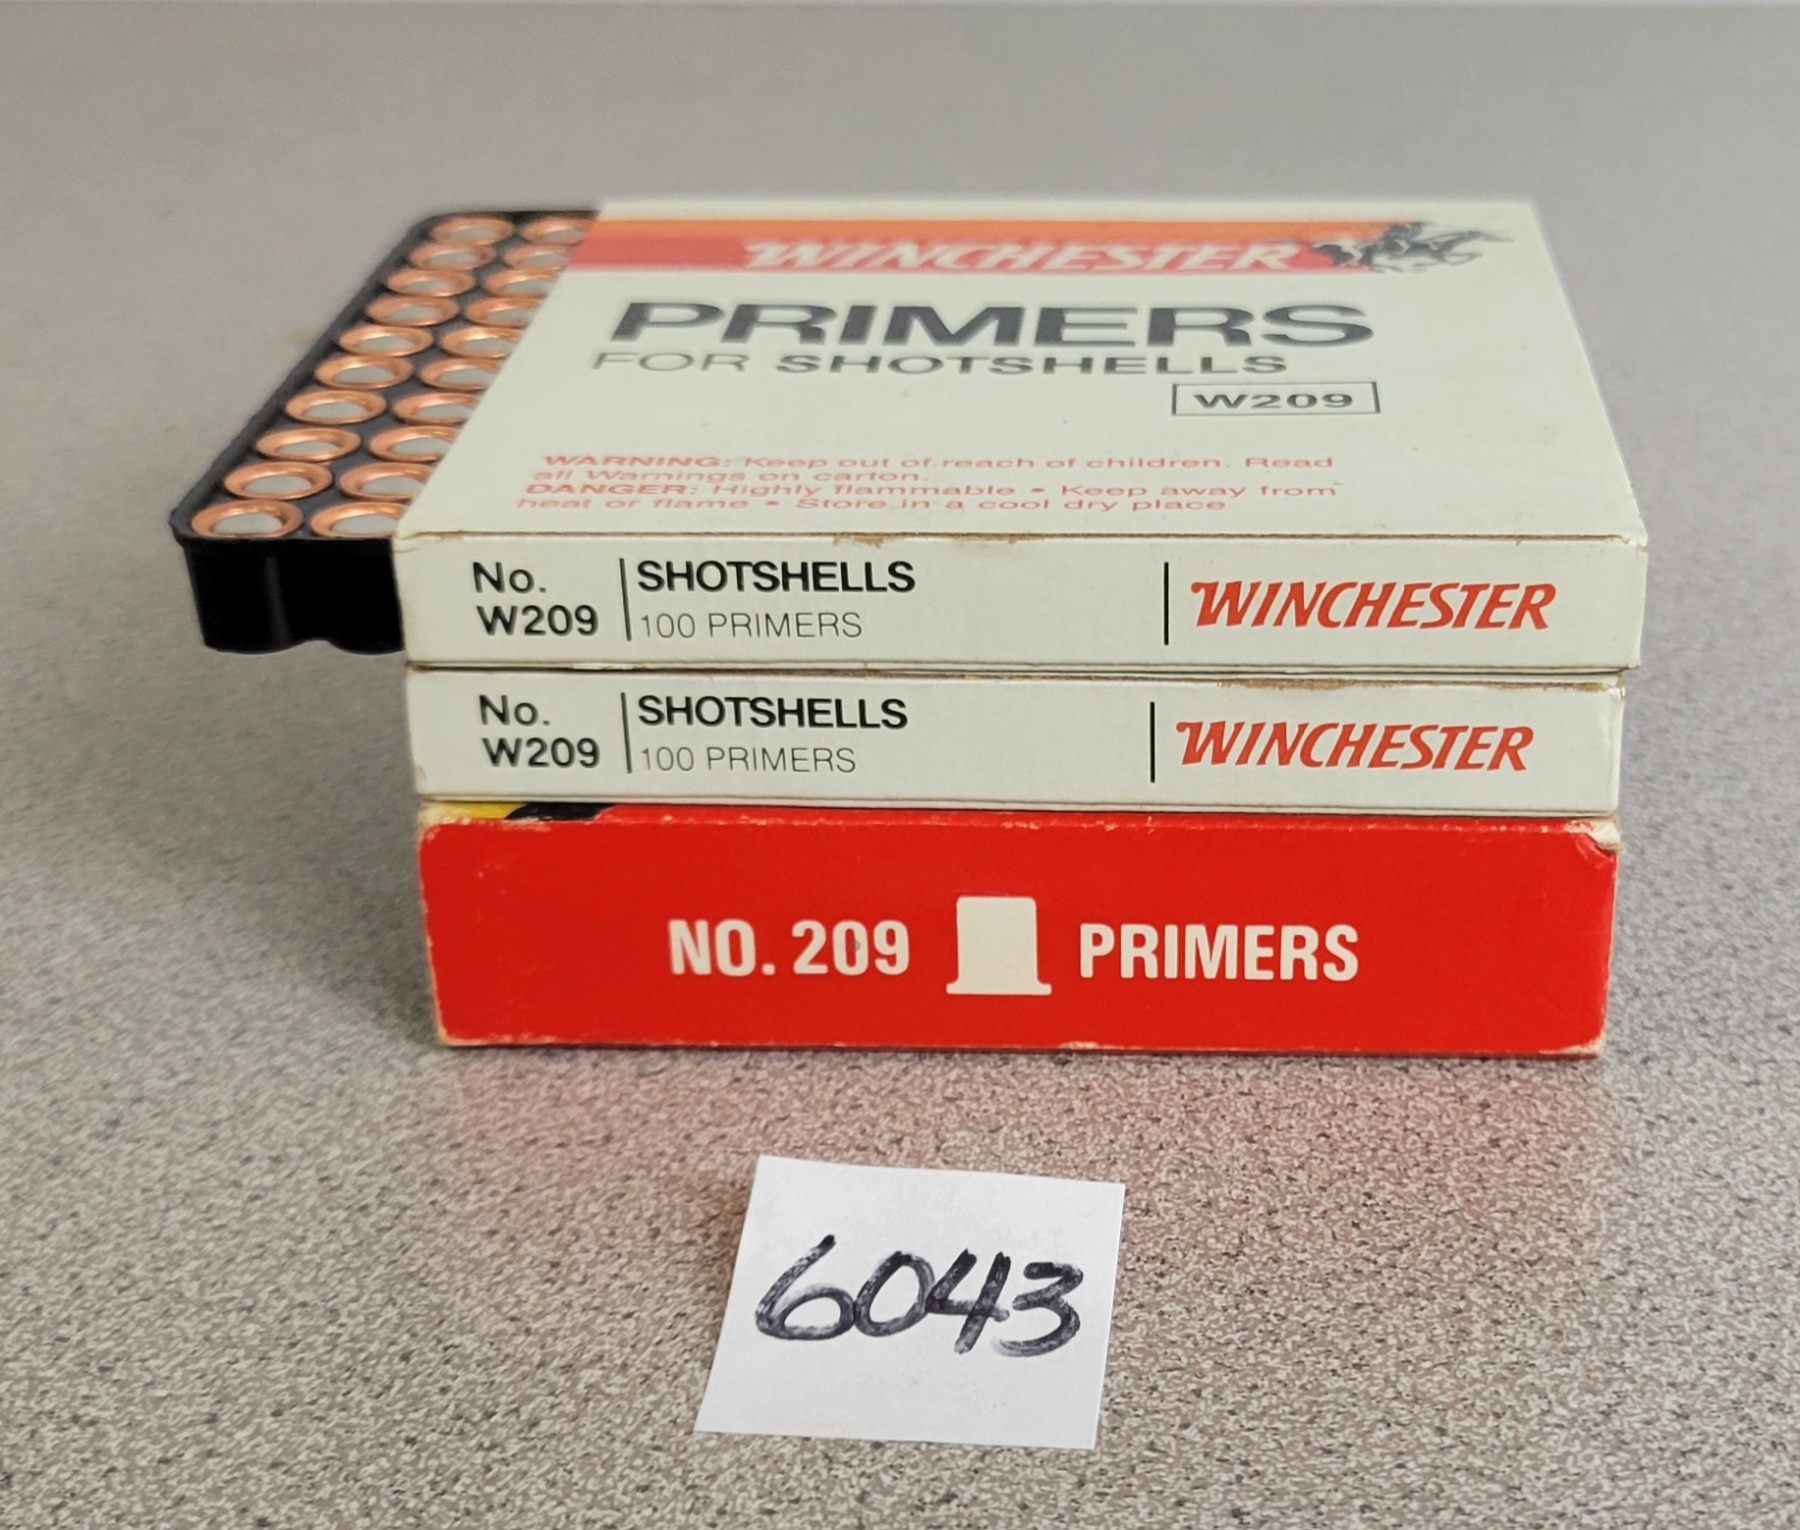 WINCHESTER
PRIMERS
FOR SHOTSHELLS
W209
WARNING: Keep out of reach of children. Read
all Warnings on carton.
DANGER: Highly flammable • Keep away from
heat or flame • Store in a cool dry place
No.
W209
SHOTSHELLS
100 PRIMERS
WINCHESTER
No.
W209
SHOTSHELLS
100 PRIMERS
WINCHESTER
NO. 209 PRIMERS
6043